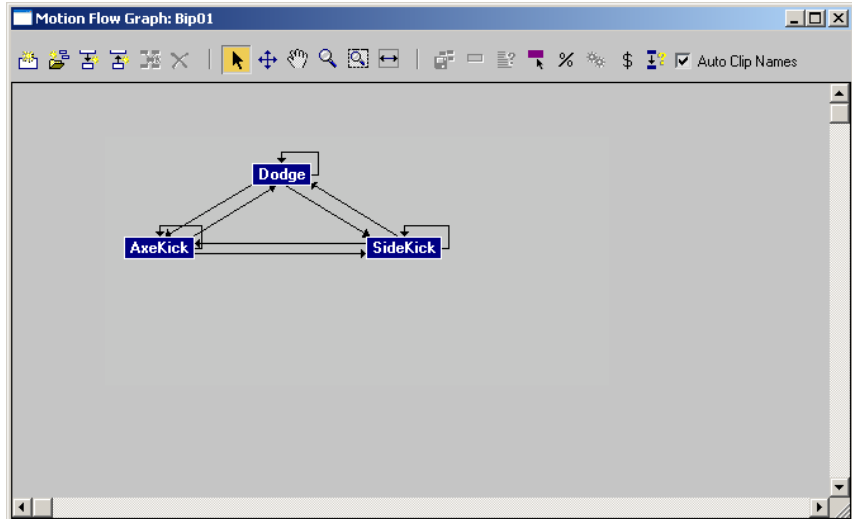 Motion Flow Graph: Bip01
% $ Auto Clip Names
Dodge
AxeKick
SideKick